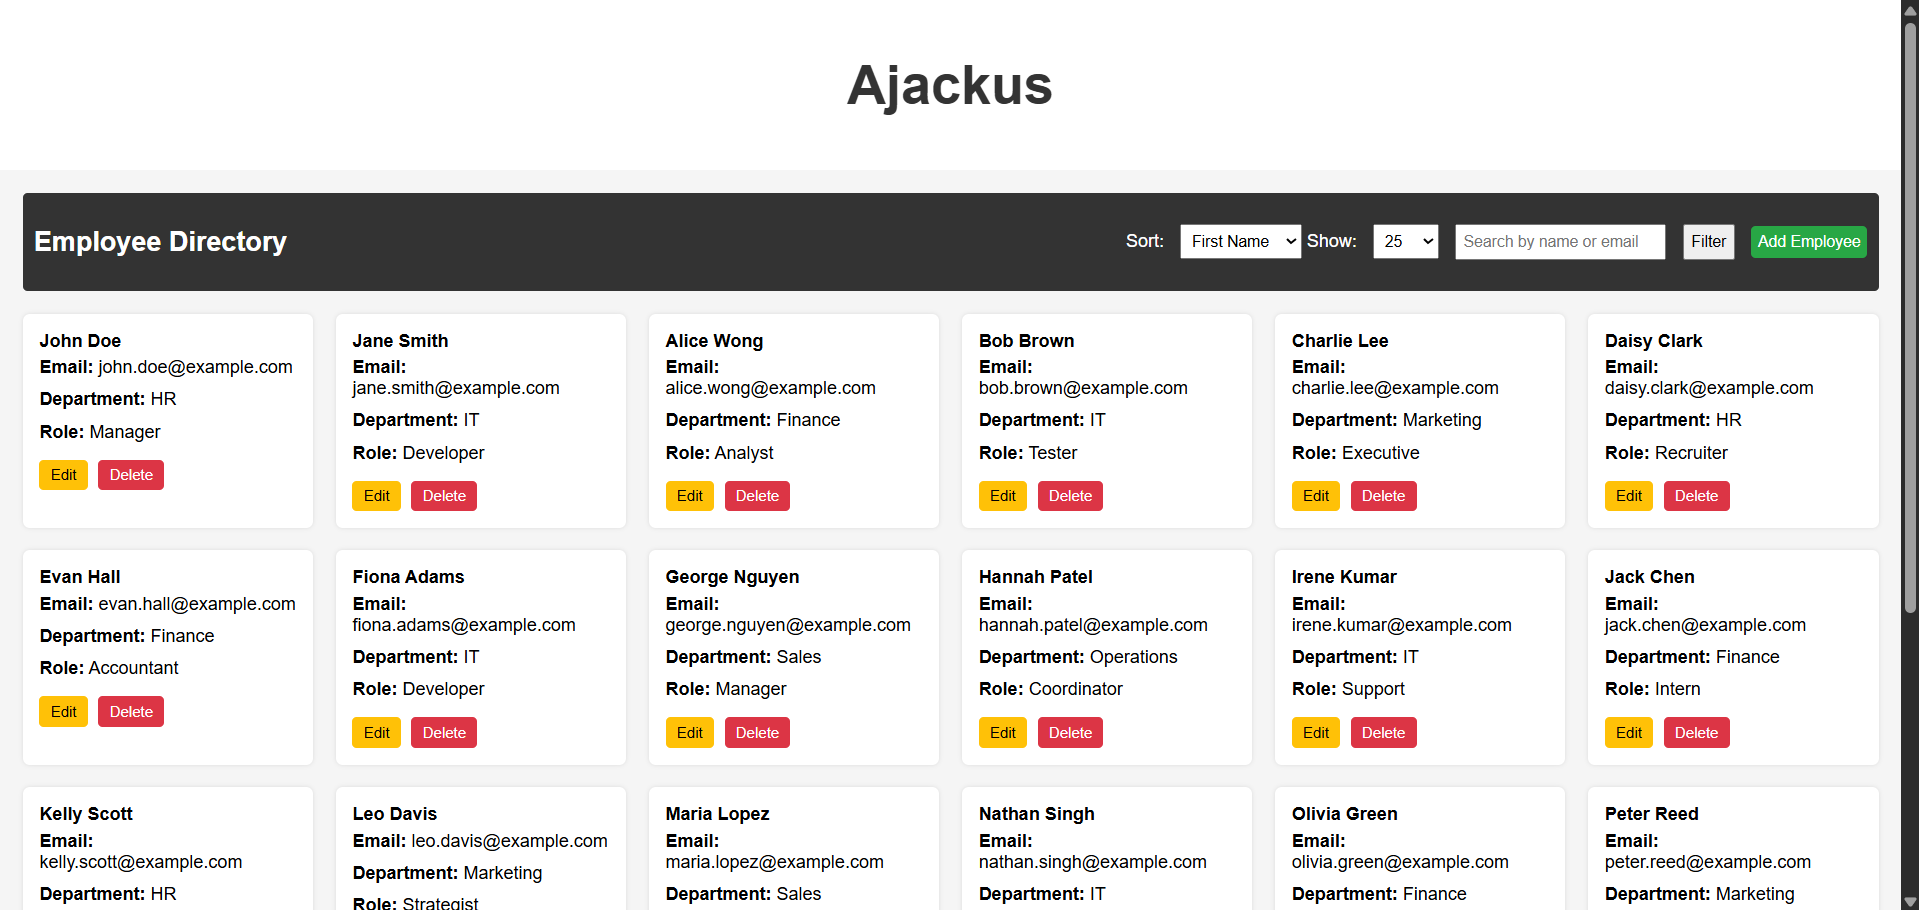 Ajackus
Employee Directory
Sort: First Name Show: 25 Search by name or email Filter Add Employee
John Doe
Email: john.doe@example.com
Department: HR
Role: Manager
Edit Delete
Jane Smith
Email:
jane.smith@example.com
Department: IT
Role: Developer
Edit Delete
Alice Wong
Email:
alice.wong@example.com
Department: Finance
Role: Analyst
Edit Delete
Bob Brown
Email:
bob.brown@example.com
Department: IT
Role: Tester
Edit Delete
Charlie Lee
Email:
charlie.lee@example.com
Department: Marketing
Role: Executive
Edit Delete
Daisy Clark
Email:
daisy.clark@example.com
Department: HR
Role: Recruiter
Edit Delete
Evan Hall
Email: evan.hall@example.com
Department: Finance
Role: Accountant
Edit Delete
Fiona Adams
Email:
fiona.adams@example.com
Department: IT
Role: Developer
Edit Delete
George Nguyen
Email:
george.nguyen@example.com
Department: Sales
Role: Manager
Edit Delete
Hannah Patel
Email:
hannah.patel@example.com
Department: Operations
Role: Coordinator
Edit Delete
Irene Kumar
Email:
irene.kumar@example.com
Department: IT
Role: Support
Edit Delete
Jack Chen
Email:
jack.chen@example.com
Department: Finance
Role: Intern
Edit Delete
Kelly Scott
Email:
kelly.scott@example.com
Department: HR
Leo Davis
Email: leo.davis@example.com
Department: Marketing
Role: Strategist
Maria Lopez
Email:
maria.lopez@example.com
Department: Sales
Nathan Singh
Email:
nathan.singh@example.com
Department: IT
Olivia Green
Email:
olivia.green@example.com
Department: Finance
Peter Reed
Email:
peter.reed@example.com
Department: Marketing